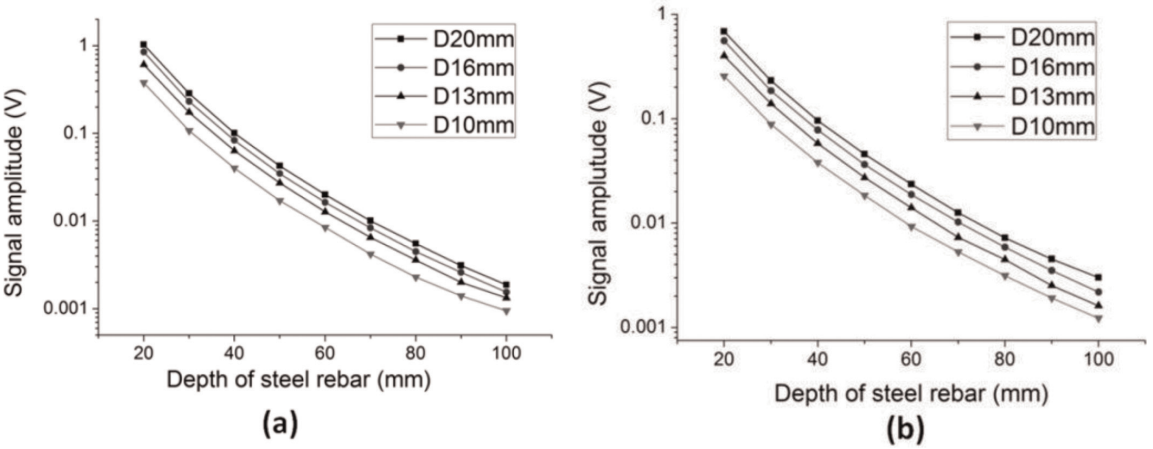 Signal amplitude (V)
1
0.1
0.01
0.001
D20mm
D16mm
D13mm
D10mm
20
40
60
80
100
Depth of steel rebar (mm)
(a)
Signal amplutude (V)
1
0.1
0.01
0.001
D20mm
D16mm
D13mm
D10mm
20
40
60
80
100
Depth of steel rebar (mm)
(b)